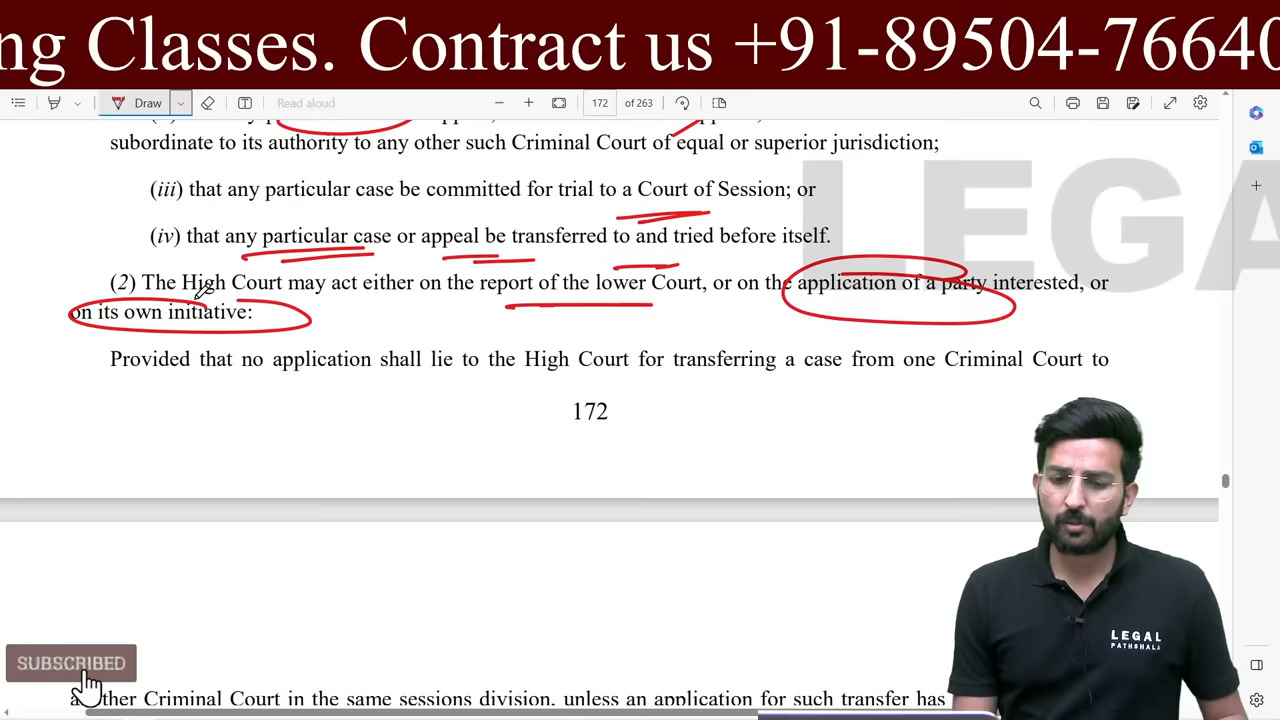 ng Classes. Contract us +91-89504-76640
Draw
Read aloud
172 of 263
subordinate to its authority to any other such Criminal Court of equal or superior jurisdiction;
(iii) that any particular case be committed for trial to a Court of Session; or
(iv) that any particular case or appeal be transferred to and tried before itself.
(2) The High Court may act either on the report of the lower Court, or on the application of a party interested, or
on its own initiative:
Provided that no application shall lie to the High Court for transferring a case from one Criminal Court to
172
LEGA
LEGAL
PATHSHALA
SUBSCRIBED
another Criminal Court in the same sessions division, unless an application for such transfer has